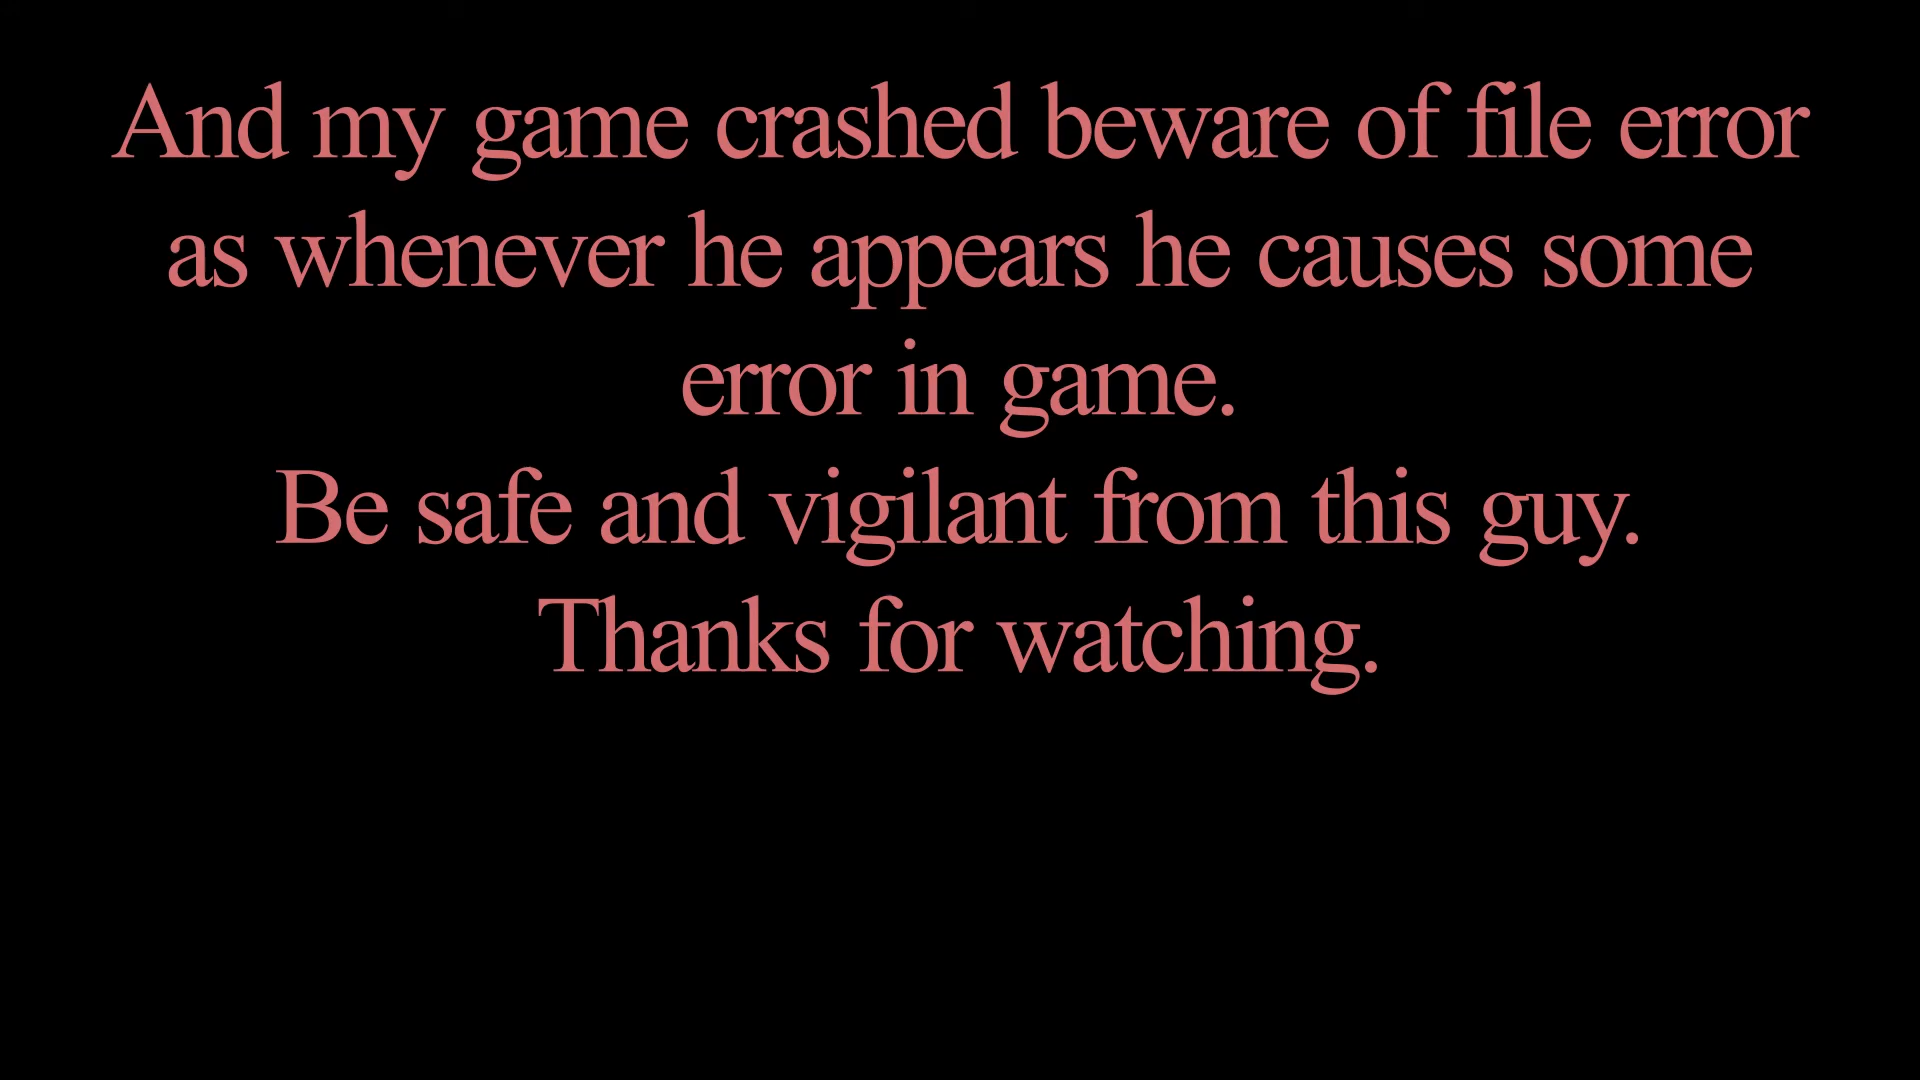 And my game crashed beware of file error
as whenever he appears he causes some
error in game.
Be safe and vigilant from this guy.
Thanks for watching.